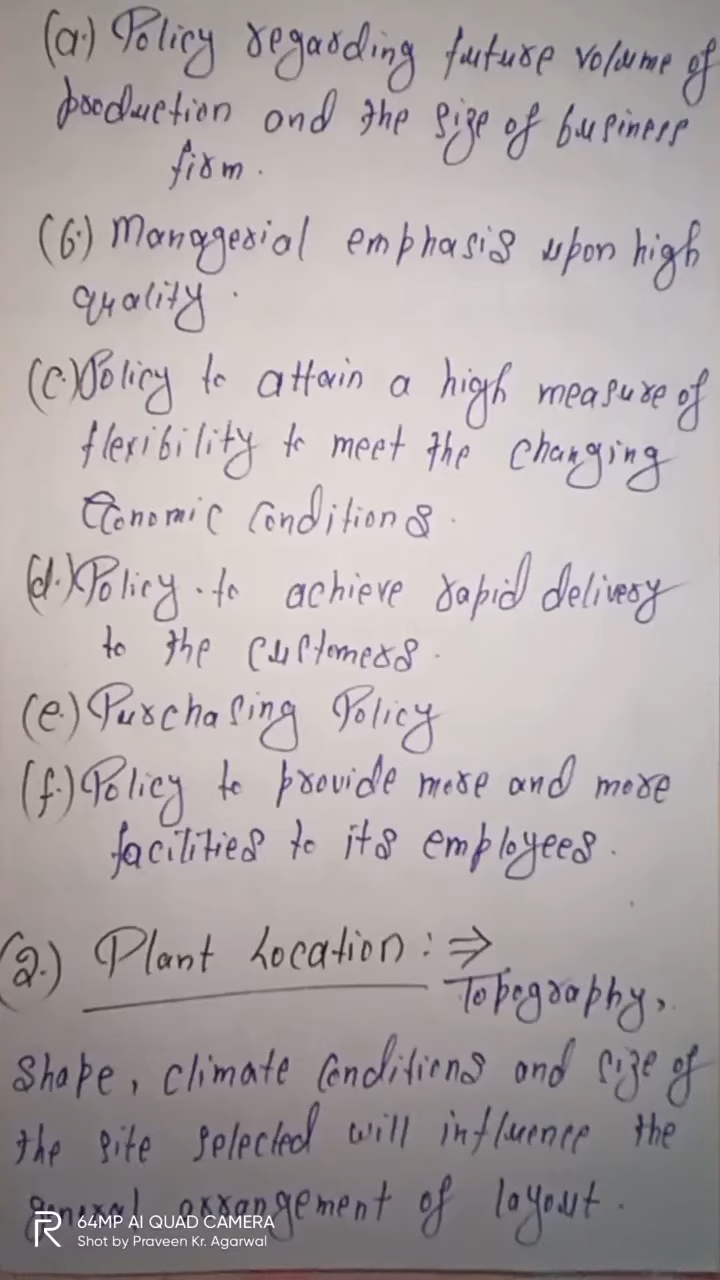 (a.) Policy regarding future volume of
production and the size of business
firm.
(b.) Managerial emphasis upon high
quality.
(c.) Policy to attain a high measure of
flexibility to meet the changing
Economic Conditions.
(d.) Policy to achieve rapid delivery
to the customers.
(e.) Purchasing Policy
(f.) Policy to provide more and more
facilities to its employees.
(2.) Plant Location : ⇒
Topography,
Shape, climate Conditions and size of
the site selected will influence the
general arrangement of layout.
64MP AI QUAD CAMERA
Shot by Praveen Kr. Agarwal